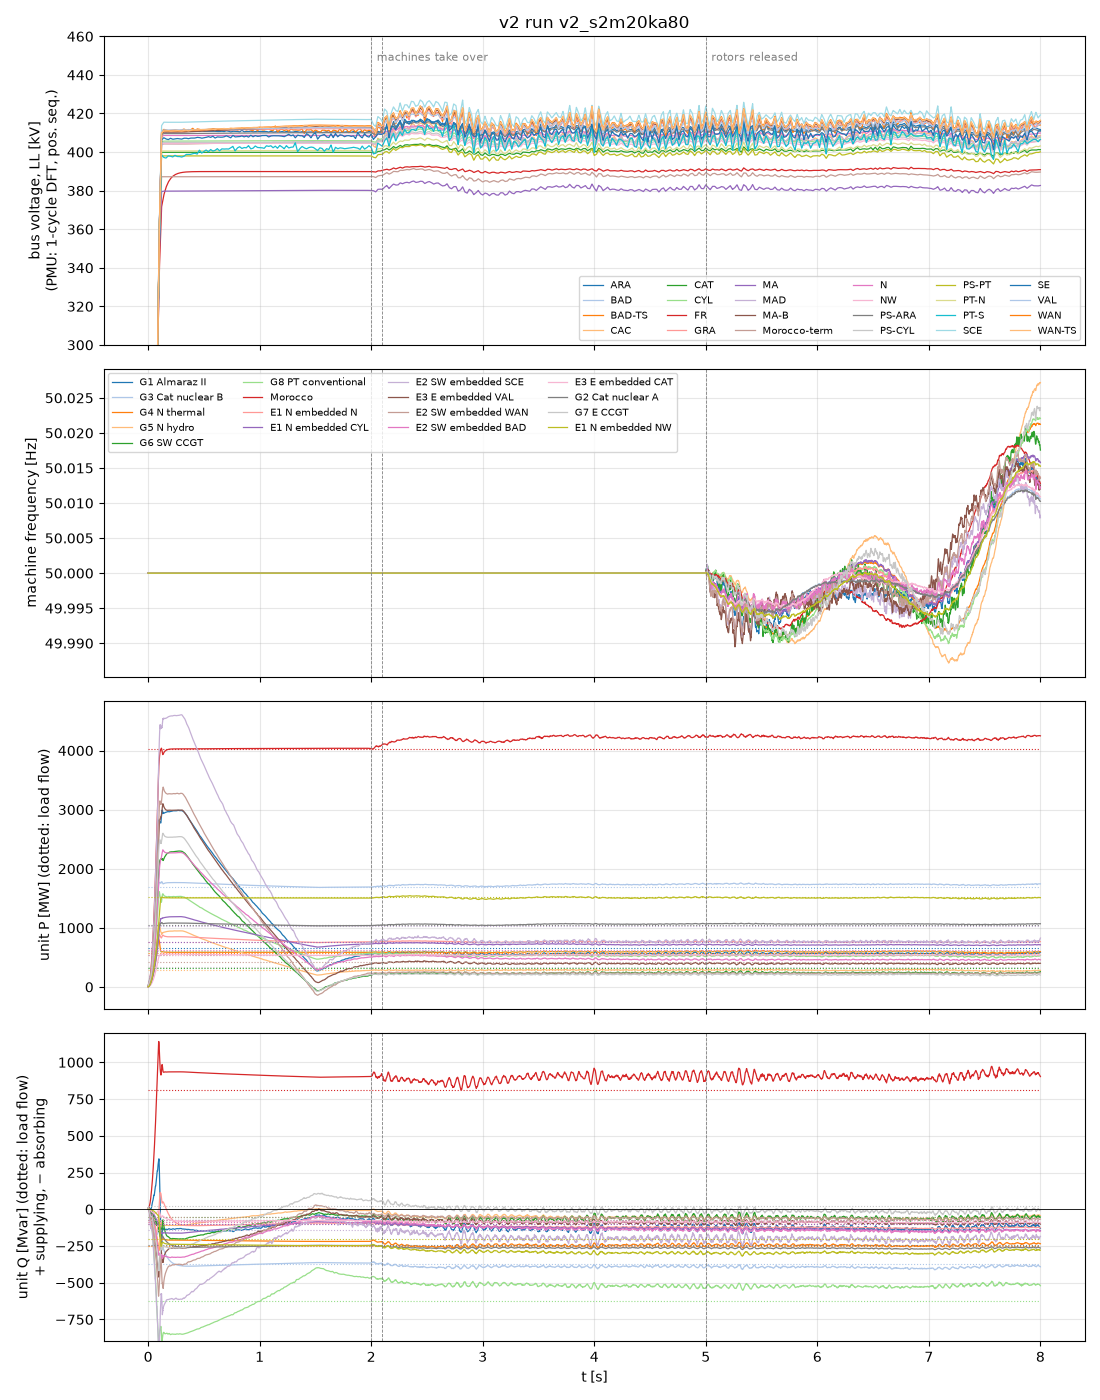 v2 run v2_s2m20ka80
bus voltage, LL [kV]
(PMU: 1-cycle DFT, pos. seq.)
460
440
420
400
380
360
340
320
300
machines take over
rotors released
ARA CAT MA N PS-PT SE
BAD CYL MAD NW PT-N VAL
BAD-TS FR MA-B PS-ARA PT-S WAN
CAC GRA Morocco-term PS-CYL SCE WAN-TS
machine frequency [Hz]
50.025
50.020
50.015
50.010
50.005
50.000
49.995
49.990
G1 Almaraz II G8 PT conventional E2 SW embedded SCE E3 E embedded CAT
G3 Cat nuclear B Morocco E3 E embedded VAL G2 Cat nuclear A
G4 N thermal E1 N embedded N E2 SW embedded WAN G7 E CCGT
G5 N hydro E1 N embedded CYL E2 SW embedded BAD E1 N embedded NW
G6 SW CCGT
unit P [MW] (dotted: load flow)
4000
3000
2000
1000
0
unit Q [Mvar] (dotted: load flow)
+ supplying, − absorbing
1000
750
500
250
0
−250
−500
−750
0 1 2 3 4 5 6 7 8
t [s]